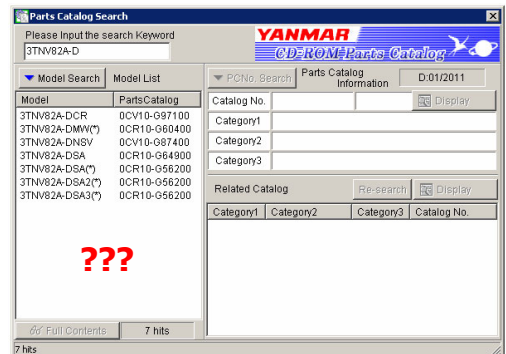 Parts Catalog Search
Please Input the search Keyword
3TNV82A-D
YANMAR
CD-ROM Parts Catalog
Model Search
Model List
PCNo. Search
Parts Catalog Information
D:01/2011
Model PartsCatalog
3TNV82A-DCR 0CV10-G97100
3TNV82A-DMW(*) 0CR10-G60400
3TNV82A-DNSV 0CV10-G87400
3TNV82A-DSA 0CR10-G64900
3TNV82A-DSA(*) 0CR10-G56200
3TNV82A-DSA2(*) 0CR10-G56200
3TNV82A-DSA3(*) 0CR10-G56200
???
Full Contents
7 hits
Catalog No.
Display
Category1
Category2
Category3
Related Catalog
Re-search
Display
Category1 Category2 Category3 Catalog No.
7 hits